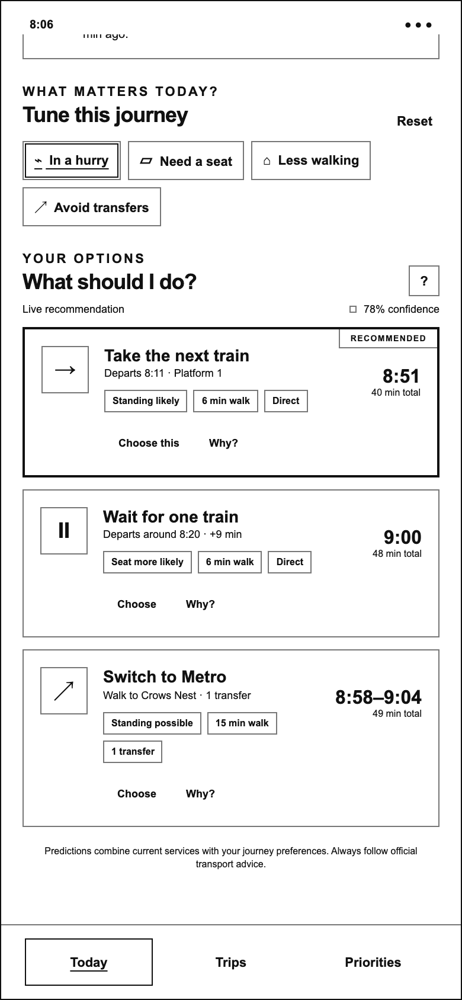 8:06
min ago.
WHAT MATTERS TODAY?
Tune this journey
Reset
In a hurry
Need a seat
Less walking
Avoid transfers
YOUR OPTIONS
What should I do?
?
Live recommendation
78% confidence
RECOMMENDED
Take the next train
Departs 8:11 · Platform 1
8:51
40 min total
Standing likely
6 min walk
Direct
Choose this
Why?
Wait for one train
Departs around 8:20 · +9 min
9:00
48 min total
Seat more likely
6 min walk
Direct
Choose
Why?
Switch to Metro
Walk to Crows Nest · 1 transfer
8:58–9:04
49 min total
Standing possible
15 min walk
1 transfer
Choose
Why?
Predictions combine current services with your journey preferences. Always follow official
transport advice.
Today
Trips
Priorities